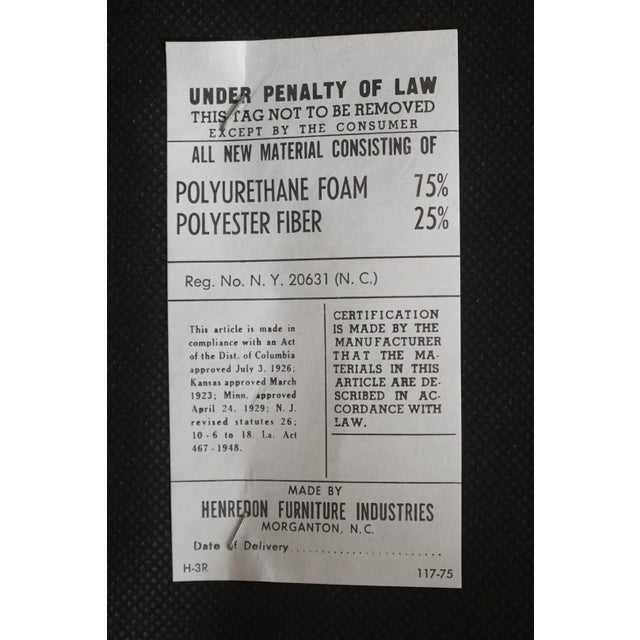 UNDER PENALTY OF LAW
THIS TAG NOT TO BE REMOVED
EXCEPT BY THE CONSUMER
ALL NEW MATERIAL CONSISTING OF
POLYURETHANE FOAM 75%
POLYESTER FIBER 25%
Reg. No. N. Y. 20631 (N. C.)
This article is made in
compliance with an Act
of the Dist. of Columbia
approved July 3, 1926;
Kansas approved March
1923; Minn. approved
April 24, 1929; N. J.
revised statutes 26;
10-6 to 18. La. Act
467-1948.
CERTIFICATION
IS MADE BY THE
MANUFACTURER
THAT THE MA-
TERIALS IN THIS
ARTICLE ARE DE-
SCRIBED IN AC-
CORDANCE WITH
LAW.
MADE BY
HENREDON FURNITURE INDUSTRIES
MORGANTON, N.C.
Date of Delivery........................
H-3R 117-75